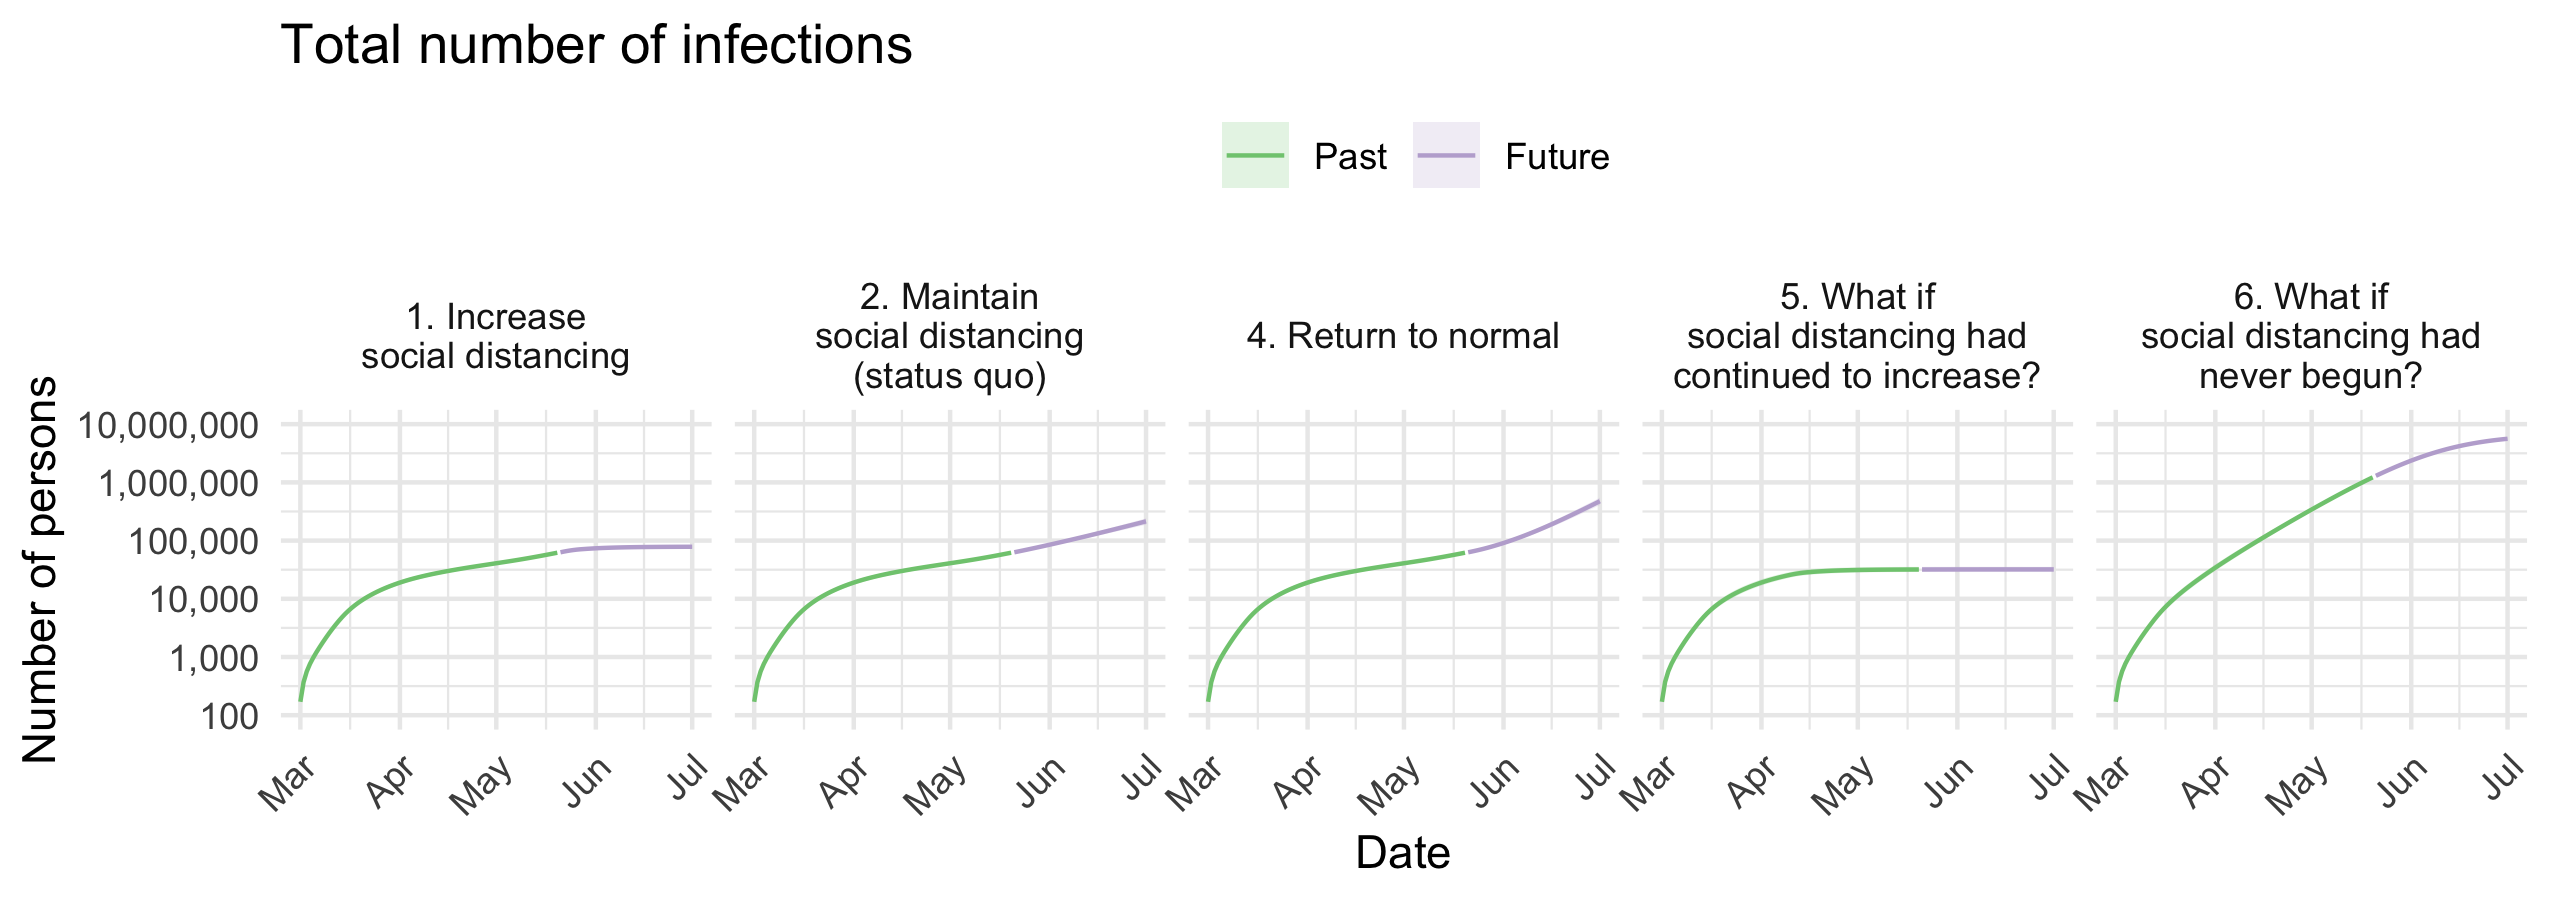 Total number of infections
Past
Future
1. Increase
social distancing
2. Maintain
social distancing
(status quo)
4. Return to normal
5. What if
social distancing had
continued to increase?
6. What if
social distancing had
never begun?
Number of persons
10,000,000
1,000,000
100,000
10,000
1,000
100
Mar Apr May Jun Jul
Mar Apr May Jun Jul
Mar Apr May Jun Jul
Mar Apr May Jun Jul
Mar Apr May Jun Jul
Date